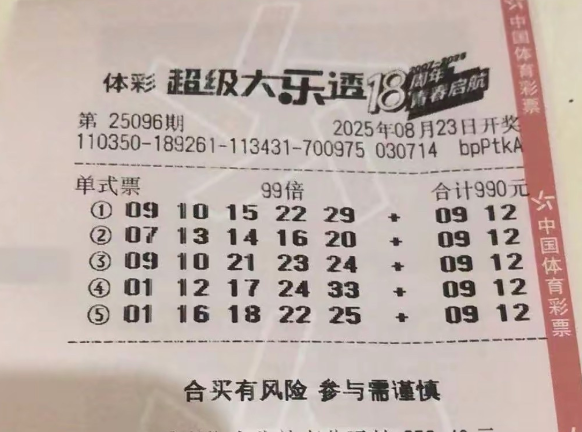 体彩 超级大乐透 18周年 2007-2025 青春启航
第 25096期 2025年08月23日开奖
110350-189261-113431-700975 030714 bpPtkA
单式票 99倍 合计990元
① 09 10 15 22 29 + 09 12
② 07 13 14 16 20 + 09 12
③ 09 10 21 23 24 + 09 12
④ 01 12 17 24 33 + 09 12
⑤ 01 16 18 22 25 + 09 12
合买有风险 参与需谨慎
中国体育彩票
中国体育彩票